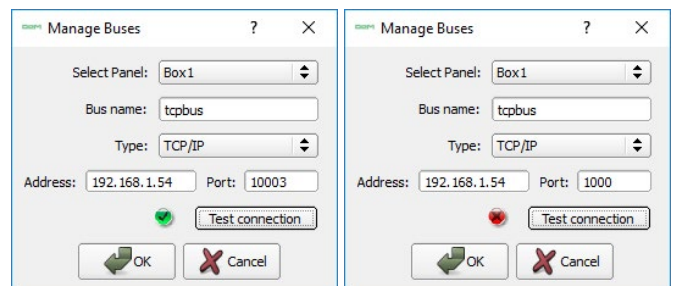 Manage Buses ? ×
Select Panel: Box1
Bus name: tcpbus
Type: TCP/IP
Address: 192.168.1.54 Port: 10003
Test connection
OK Cancel
Manage Buses ? ×
Select Panel: Box1
Bus name: tcpbus
Type: TCP/IP
Address: 192.168.1.54 Port: 1000
Test connection
OK Cancel